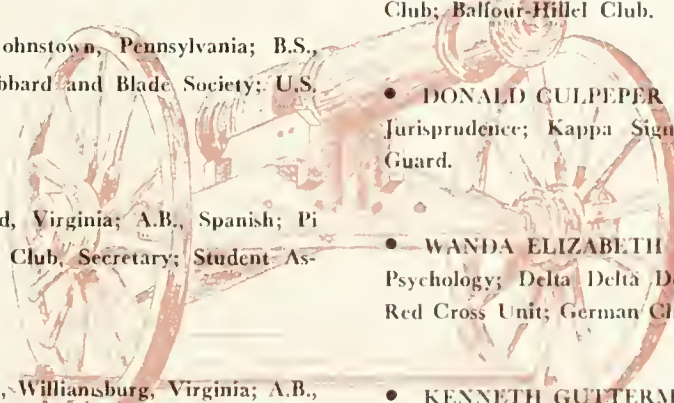 ohnstown, Pennsylvania; B.S.,
bbard and Blade Society; U.S.
d, Virginia; A.B., Spanish; Pi
Club, Secretary; Student As-
, Williamsburg, Virginia; A.B.,
Club; Balfour-Hillel Club.
• DONALD CULPEPER
Jurisprudence; Kappa Sign
Guard.
• WANDA ELIZABETH
Psychology; Delta Delta D
Red Cross Unit; German Cl
• KENNETH GUTTERM